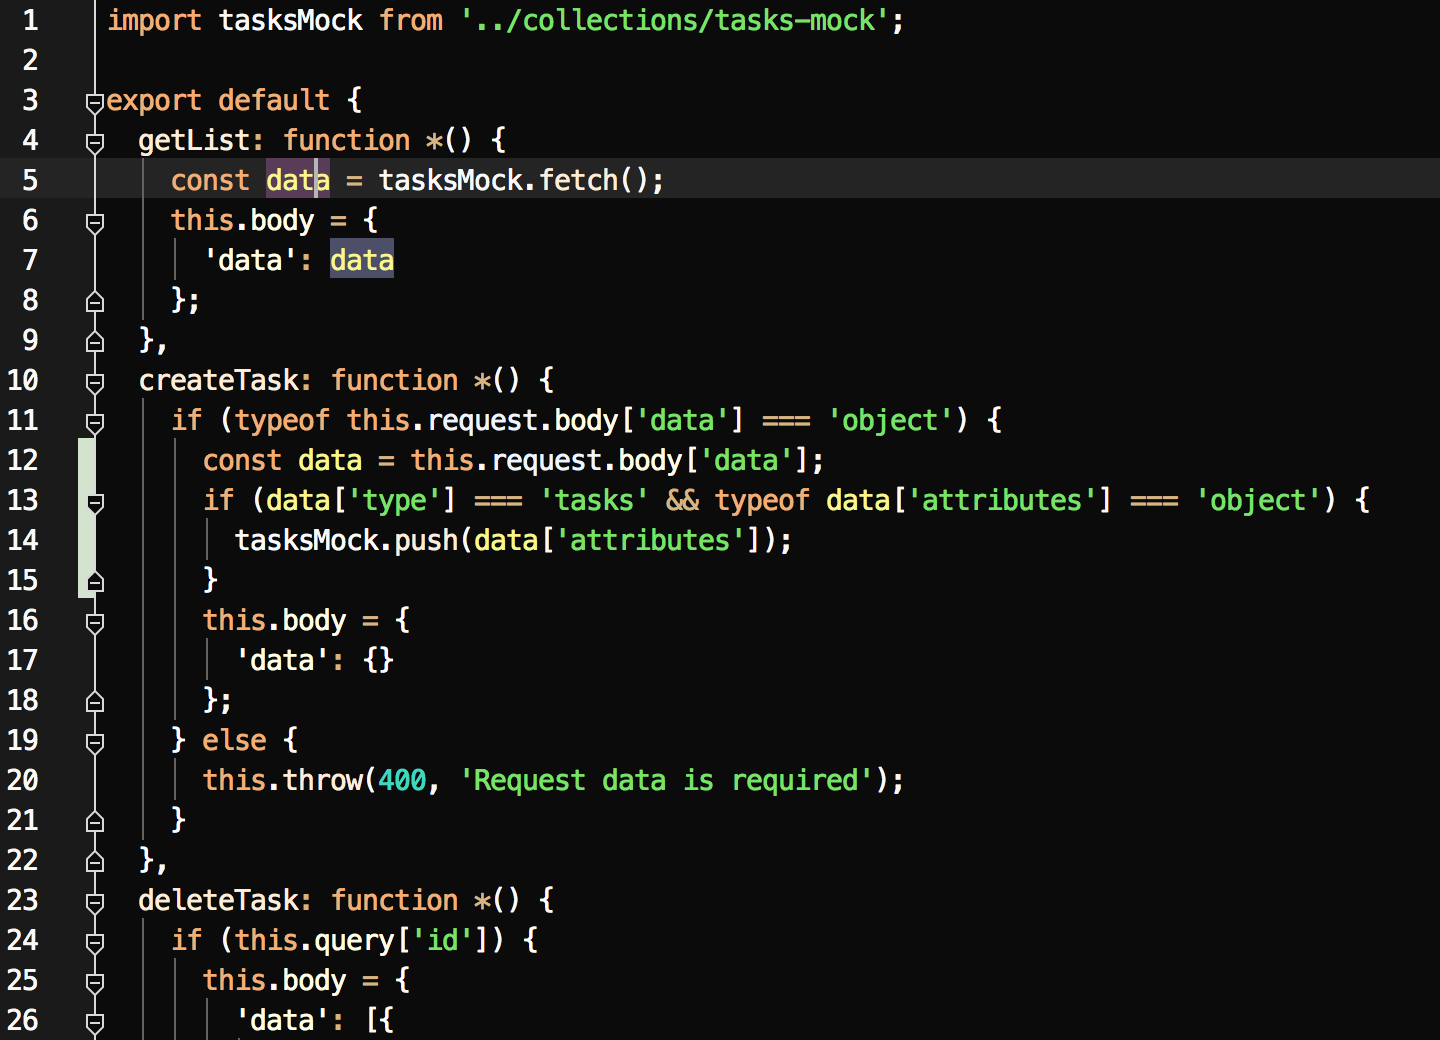 1 import tasksMock from '../collections/tasks-mock';
2
3 export default {
4 getList: function *() {
5 const data = tasksMock.fetch();
6 this.body = {
7 'data': data
8 };
9 },
10 createTask: function *() {
11 if (typeof this.request.body['data'] === 'object') {
12 const data = this.request.body['data'];
13 if (data['type'] === 'tasks' && typeof data['attributes'] === 'object') {
14 tasksMock.push(data['attributes']);
15 }
16 this.body = {
17 'data': {}
18 };
19 } else {
20 this.throw(400, 'Request data is required');
21 }
22 },
23 deleteTask: function *() {
24 if (this.query['id']) {
25 this.body = {
26 'data': [{